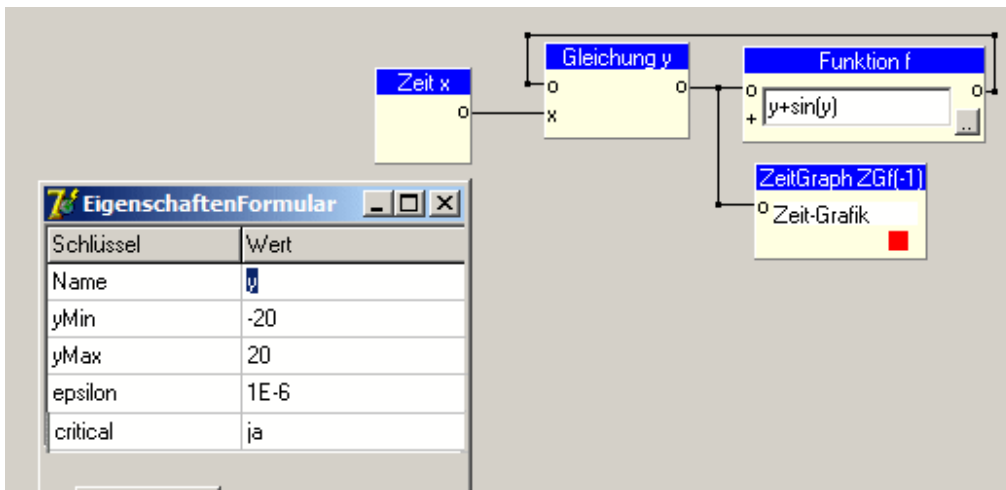 Gleichung y
Funktion f
Zeit x
o
o
o
o
o
x
+
y+sin(y)
..
ZeitGraph ZGf(-1)
o
Zeit-Grafik
EigenschaftenFormular
Schlüssel Wert
Name y
yMin -20
yMax 20
epsilon 1E-6
critical ja